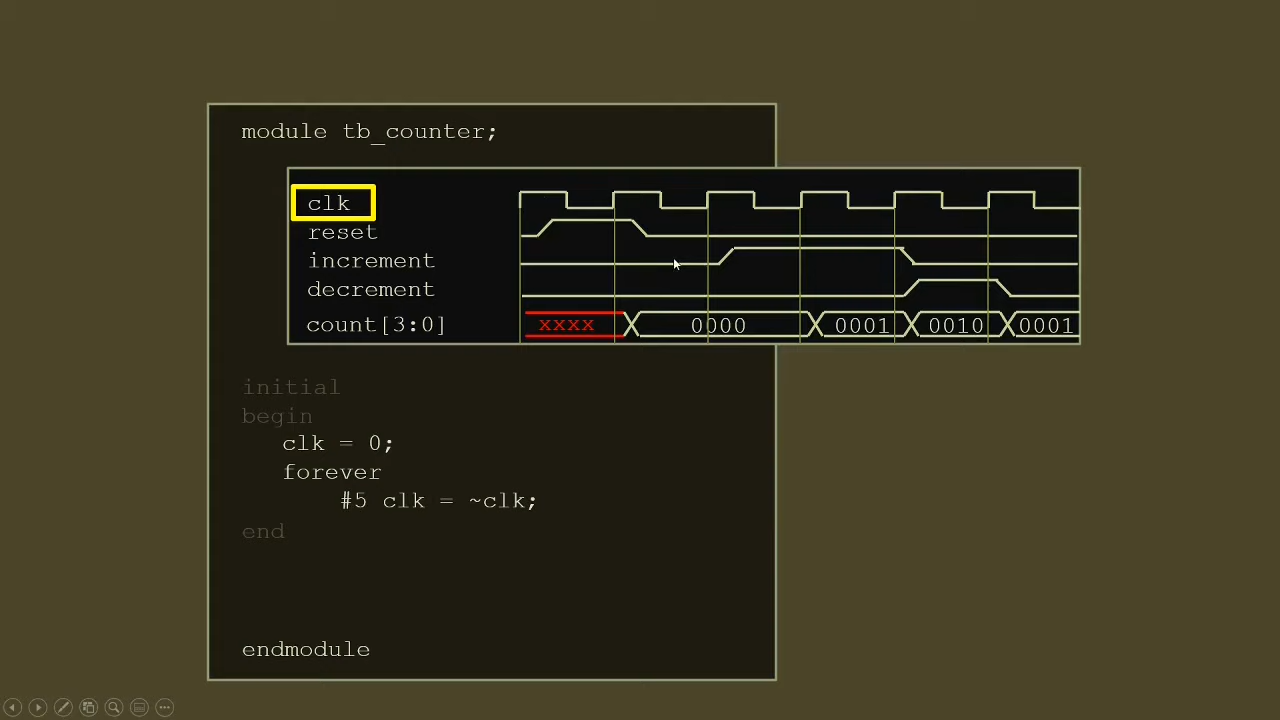 module tb_counter;
clk
reset
increment
decrement
count[3:0] xxxx 0000 0001 0010 0001
initial
begin
clk = 0;
forever
#5 clk = ~clk;
end
endmodule